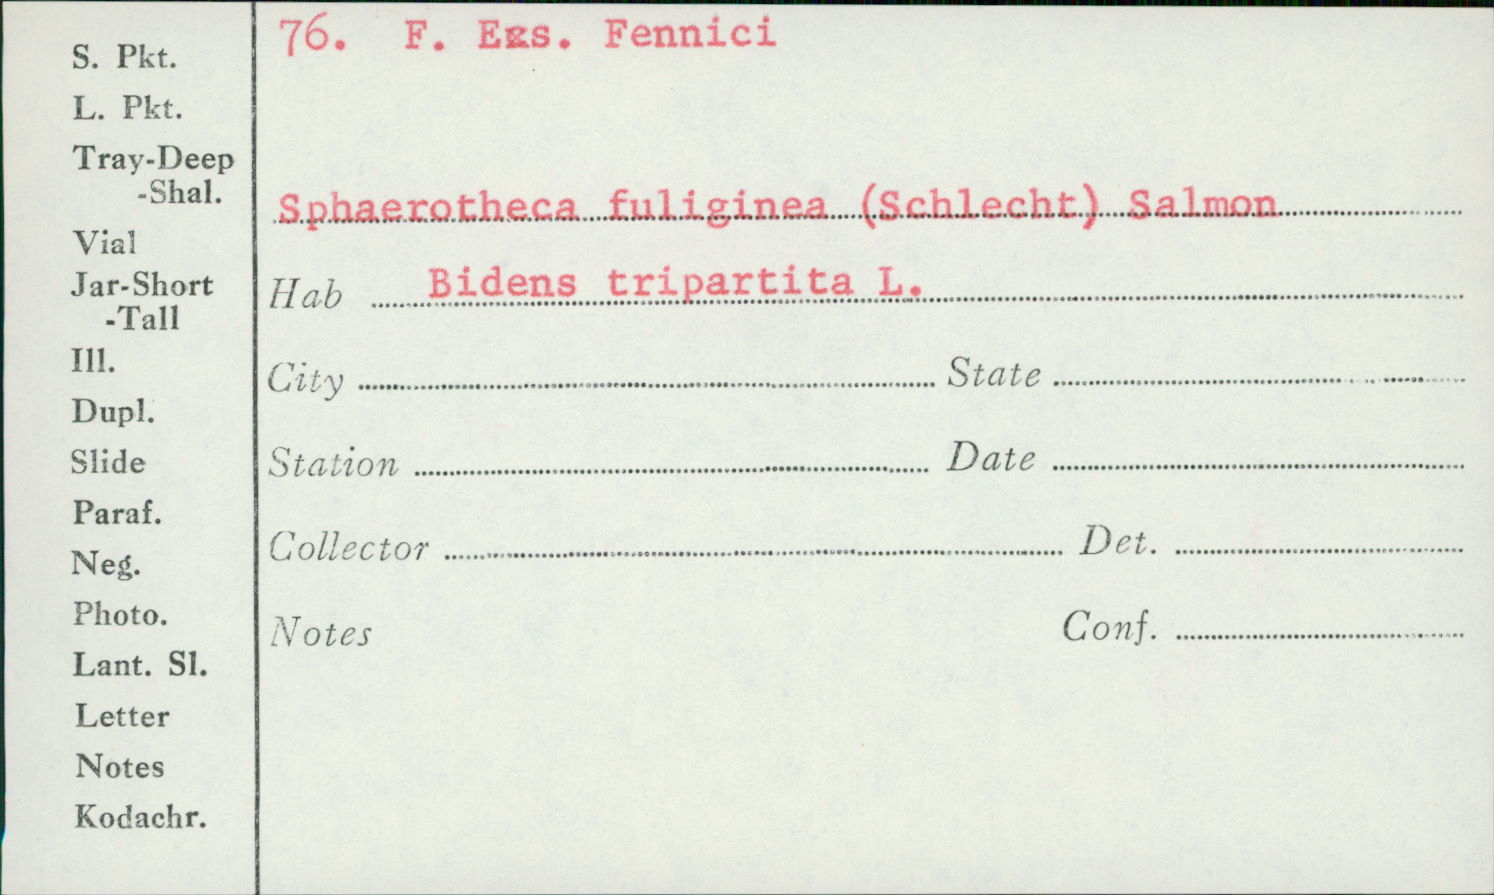 76. F. Exs. Fennici
Sphaerotheca fuliginea (Schlecht) Salmon
Hab Bidens tripartita L.
City State
Station Date
Collector Det.
Notes Conf.
S. Pkt.
L. Pkt.
Tray-Deep
-Shal.
Vial
Jar-Short
-Tall
Ill.
Dupl.
Slide
Paraf.
Neg.
Photo.
Lant. Sl.
Letter
Notes
Kodachr.